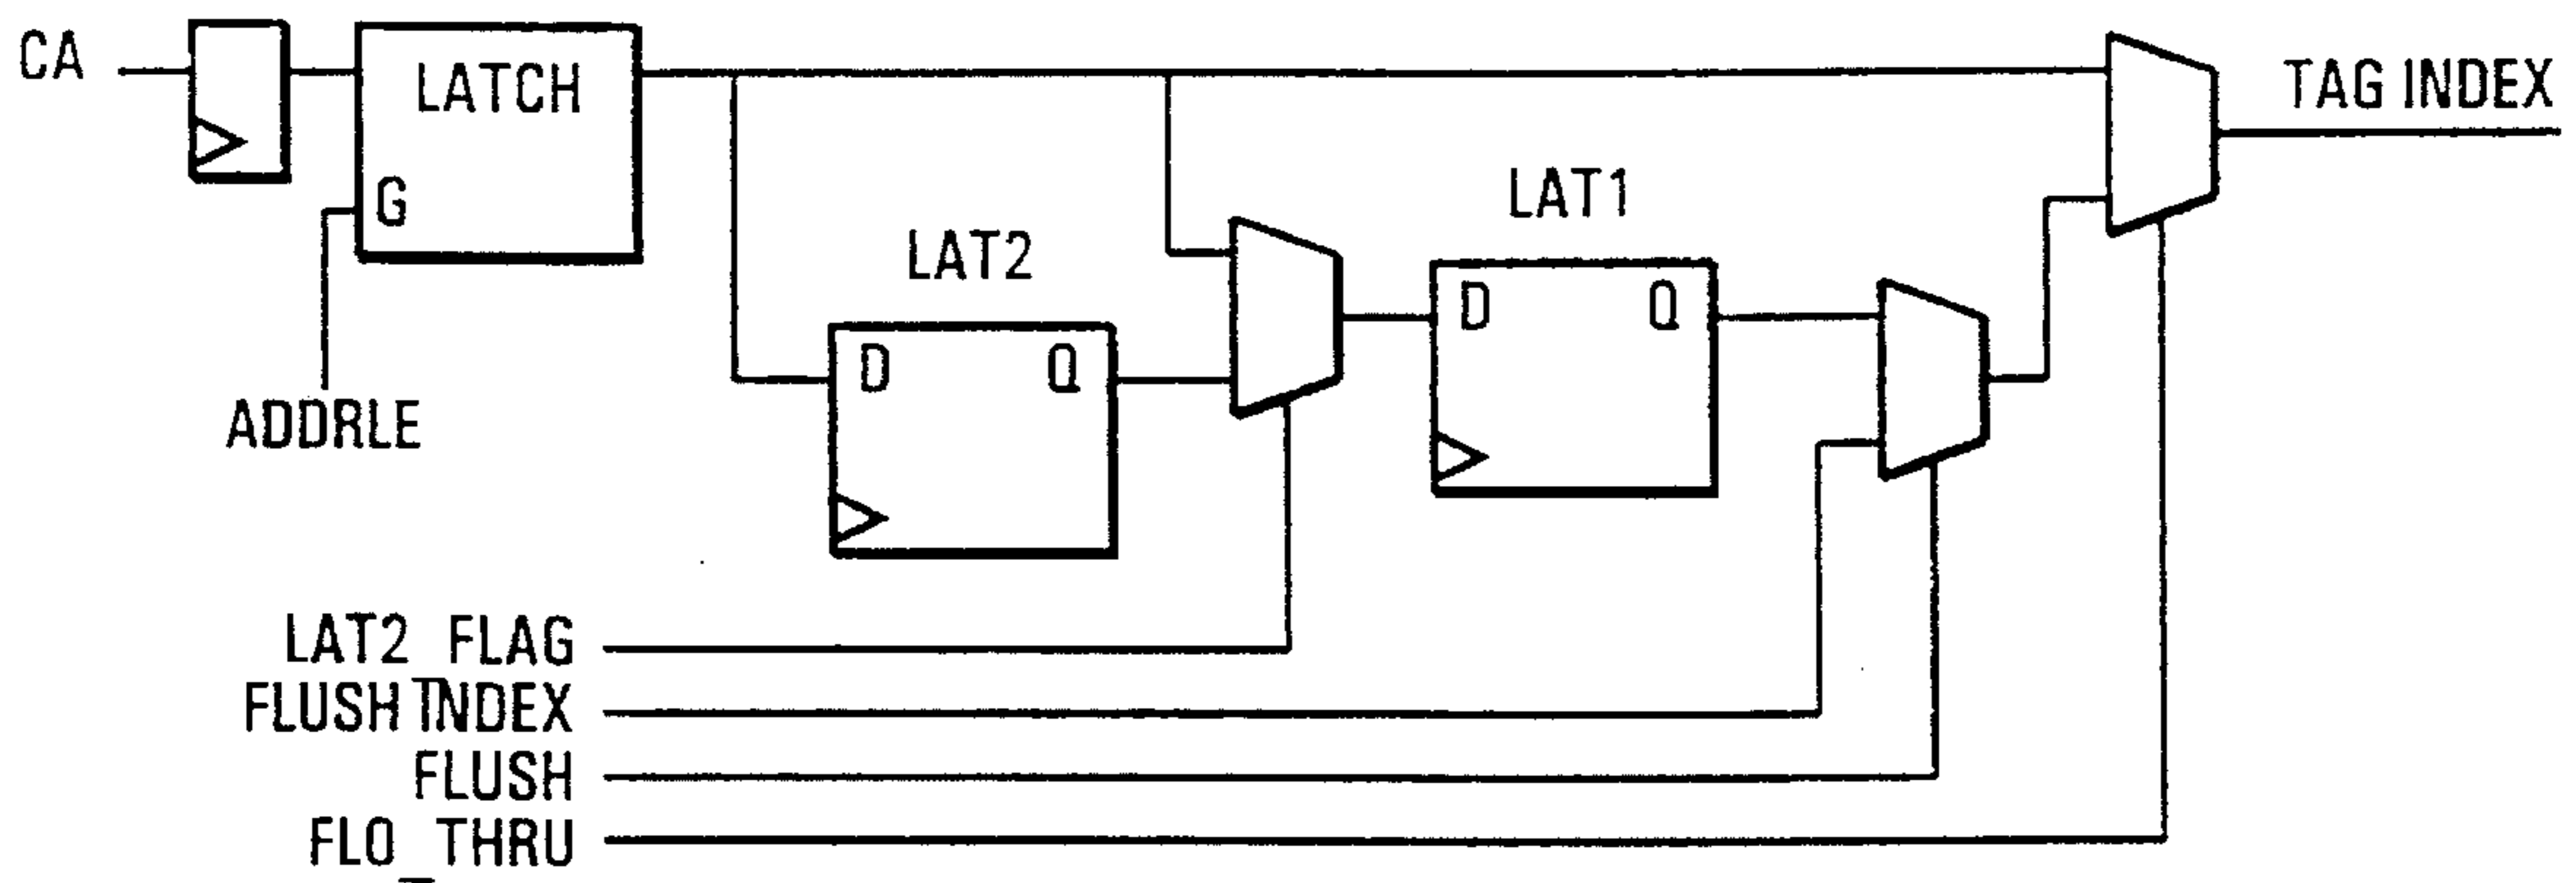 CA
LATCH
G
ADDRLE
TAG INDEX
LAT2
D Q
LAT1
D Q
LAT2_FLAG
FLUSH INDEX
FLUSH
FLO_THRU